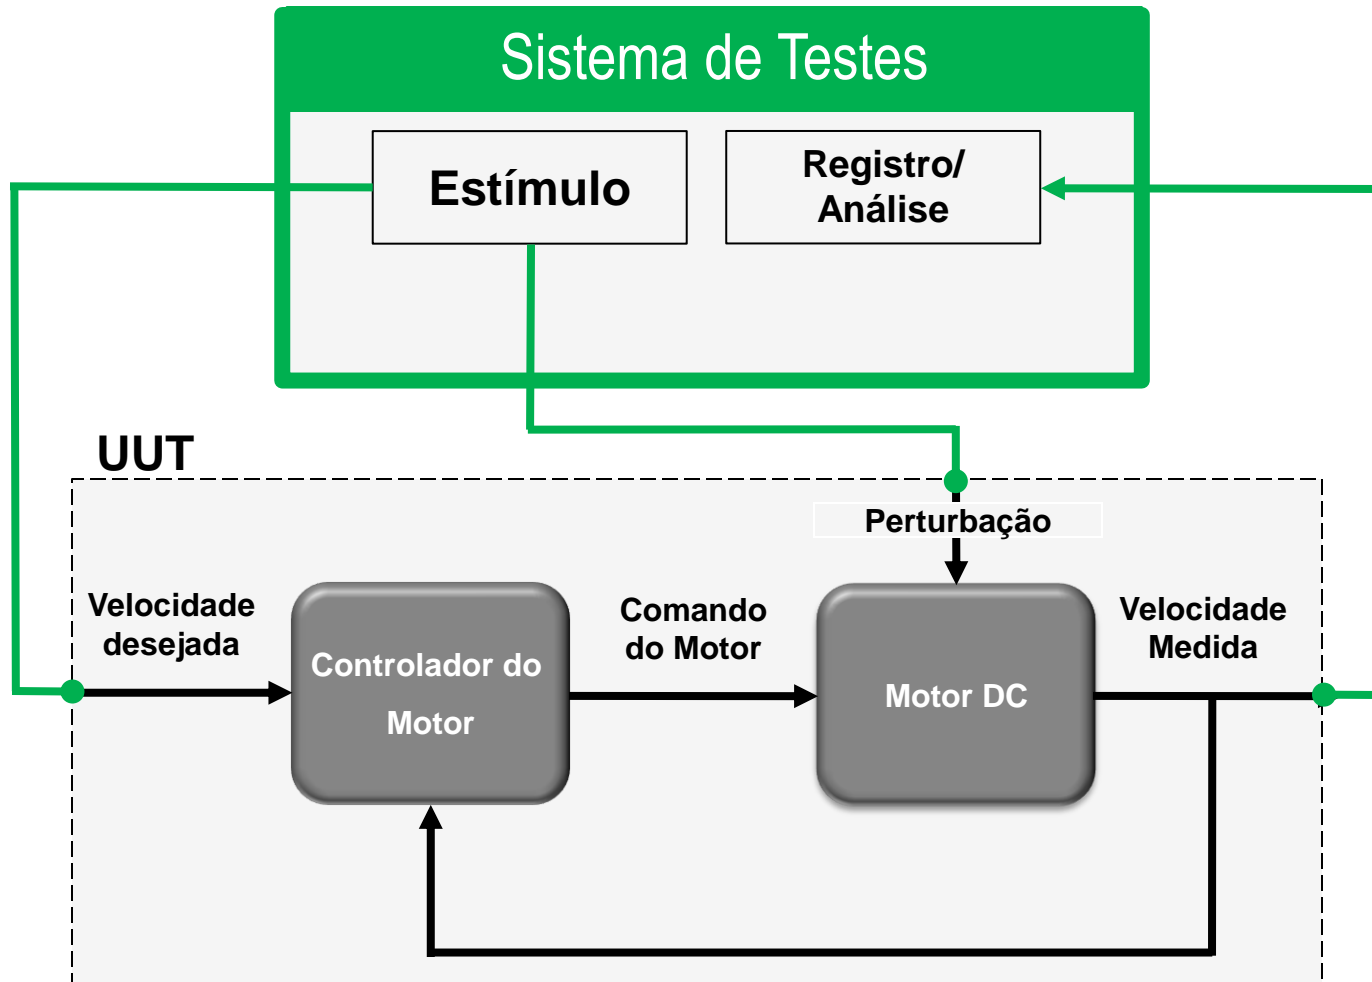 Sistema de Testes
Estímulo
Registro/
Análise
UUT
Perturbação
Velocidade
desejada
Controlador do
Motor
Comando
do Motor
Motor DC
Velocidade
Medida